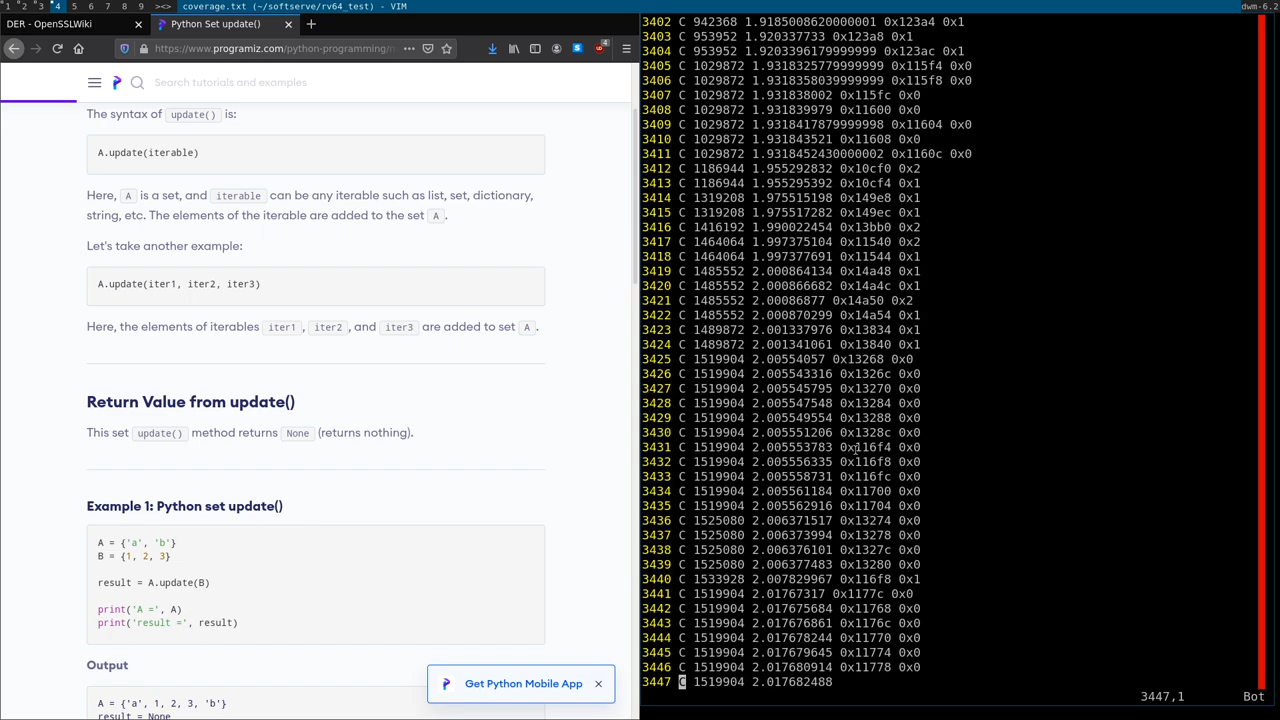 1 2 3 4 5 6 7 8 9 [M] coverage.txt (~/softserve/rv64_test) - VIM dwm-6.2
DER - OpenSSLWiki
Python Set update()
https://www.programiz.com/python-programming/m
4
Search tutorials and examples
The syntax of update() is:
A.update(iterable)
Here, A is a set, and iterable can be any iterable such as list, set, dictionary,
string, etc. The elements of the iterable are added to the set A .
Let's take another example:
A.update(iter1, iter2, iter3)
Here, the elements of iterables iter1 , iter2 , and iter3 are added to set A .
Return Value from update()
This set update() method returns None (returns nothing).
Example 1: Python set update()
A = {'a', 'b'}
B = {1, 2, 3}
result = A.update(B)
print('A =', A)
print('result =', result)
Output
A = {'a', 1, 2, 3, 'b'}
result = None
Get Python Mobile App
3402 C 942368 1.9185008620000001 0x123a4 0x1
3403 C 953952 1.920337733 0x123a8 0x1
3404 C 953952 1.9203396179999999 0x123ac 0x1
3405 C 1029872 1.9318325779999999 0x115f4 0x0
3406 C 1029872 1.9318358039999999 0x115f8 0x0
3407 C 1029872 1.931838002 0x115fc 0x0
3408 C 1029872 1.931839979 0x11600 0x0
3409 C 1029872 1.9318417879999998 0x11604 0x0
3410 C 1029872 1.931843521 0x11608 0x0
3411 C 1029872 1.9318452430000002 0x1160c 0x0
3412 C 1186944 1.955292832 0x10cf0 0x2
3413 C 1186944 1.955295392 0x10cf4 0x1
3414 C 1319208 1.975515198 0x149e8 0x1
3415 C 1319208 1.975517282 0x149ec 0x1
3416 C 1416192 1.990022454 0x13bb0 0x2
3417 C 1464064 1.997375104 0x11540 0x2
3418 C 1464064 1.997377691 0x11544 0x1
3419 C 1485552 2.000864134 0x14a48 0x1
3420 C 1485552 2.000866682 0x14a4c 0x1
3421 C 1485552 2.00086877 0x14a50 0x2
3422 C 1485552 2.000870299 0x14a54 0x1
3423 C 1489872 2.001337976 0x13834 0x1
3424 C 1489872 2.001341061 0x13840 0x1
3425 C 1519904 2.00554057 0x13268 0x0
3426 C 1519904 2.005543316 0x1326c 0x0
3427 C 1519904 2.005545795 0x13270 0x0
3428 C 1519904 2.005547548 0x13284 0x0
3429 C 1519904 2.005549554 0x13288 0x0
3430 C 1519904 2.005551206 0x1328c 0x0
3431 C 1519904 2.005553783 0x116f4 0x0
3432 C 1519904 2.005556335 0x116f8 0x0
3433 C 1519904 2.005558731 0x116fc 0x0
3434 C 1519904 2.005561184 0x11700 0x0
3435 C 1519904 2.005562916 0x11704 0x0
3436 C 1525080 2.006371517 0x13274 0x0
3437 C 1525080 2.006373994 0x13278 0x0
3438 C 1525080 2.006376101 0x1327c 0x0
3439 C 1525080 2.006377483 0x13280 0x0
3440 C 1533928 2.007829967 0x116f8 0x1
3441 C 1519904 2.01767317 0x1177c 0x0
3442 C 1519904 2.017675684 0x11768 0x0
3443 C 1519904 2.017676861 0x1176c 0x0
3444 C 1519904 2.017678244 0x11770 0x0
3445 C 1519904 2.017679645 0x11774 0x0
3446 C 1519904 2.017680914 0x11778 0x0
3447 C 1519904 2.017682488
3447,1 Bot